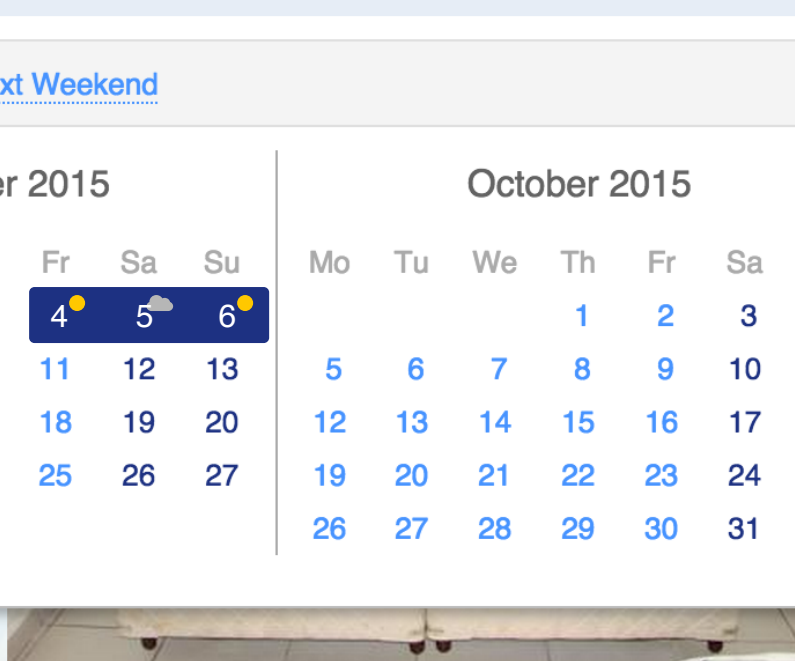 xt Weekend
er 2015
October 2015
Fr Sa Su
Mo Tu We Th Fr Sa
4 5 6
1 2 3
11 12 13
5 6 7 8 9 10
18 19 20
12 13 14 15 16 17
25 26 27
19 20 21 22 23 24
26 27 28 29 30 31